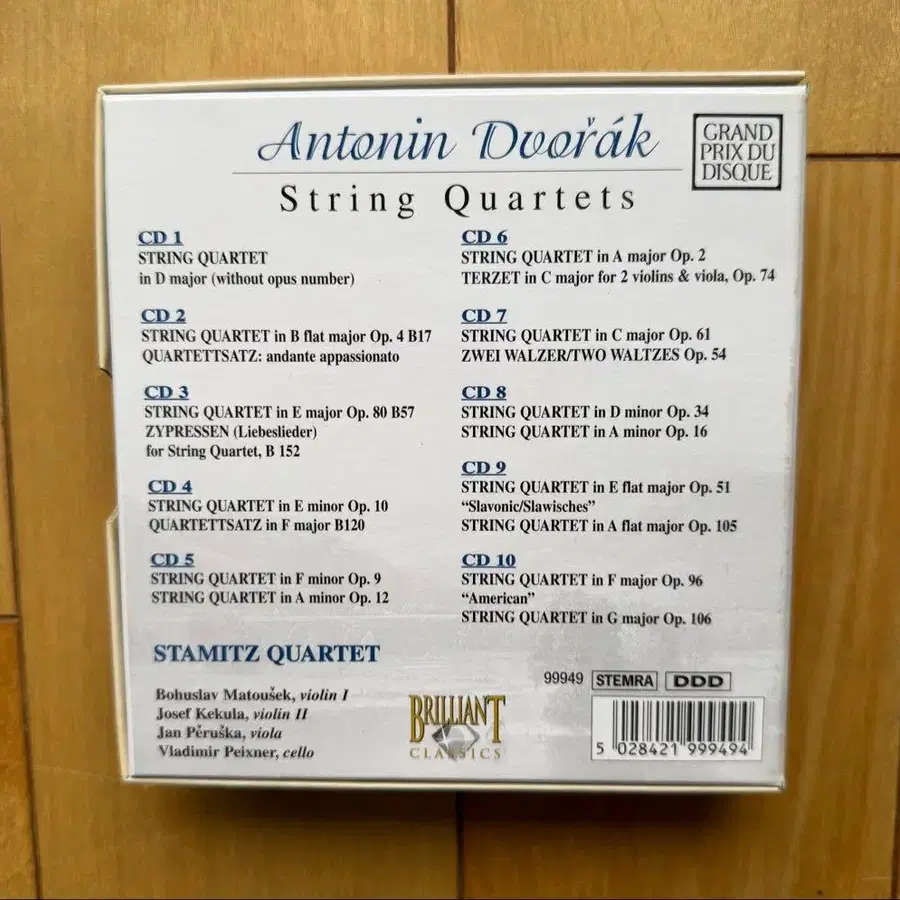 Antonin Dvořák
String Quartets
GRAND
PRIX DU
DISQUE
CD 1
STRING QUARTET
in D major (without opus number)
CD 2
STRING QUARTET in B flat major Op. 4 B17
QUARTETTSATZ: andante appassionato
CD 3
STRING QUARTET in E major Op. 80 B57
ZYPRESSEN (Liebeslieder)
for String Quartet, B 152
CD 4
STRING QUARTET in E minor Op. 10
QUARTETTSATZ in F major B120
CD 5
STRING QUARTET in F minor Op. 9
STRING QUARTET in A minor Op. 12
CD 6
STRING QUARTET in A major Op. 2
TERZET in C major for 2 violins & viola, Op. 74
CD 7
STRING QUARTET in C major Op. 61
ZWEI WALZER/TWO WALTZES Op. 54
CD 8
STRING QUARTET in D minor Op. 34
STRING QUARTET in A minor Op. 16
CD 9
STRING QUARTET in E flat major Op. 51
“Slavonic/Slawisches”
STRING QUARTET in A flat major Op. 105
CD 10
STRING QUARTET in F major Op. 96
“American”
STRING QUARTET in G major Op. 106
STAMITZ QUARTET
Bohuslav Matoušek, violin I
Josef Kekula, violin II
Jan Pěruška, viola
Vladimir Peixner, cello
BRILLIANT
CLASSICS
99949 STEMRA DDD
5 028421 999494